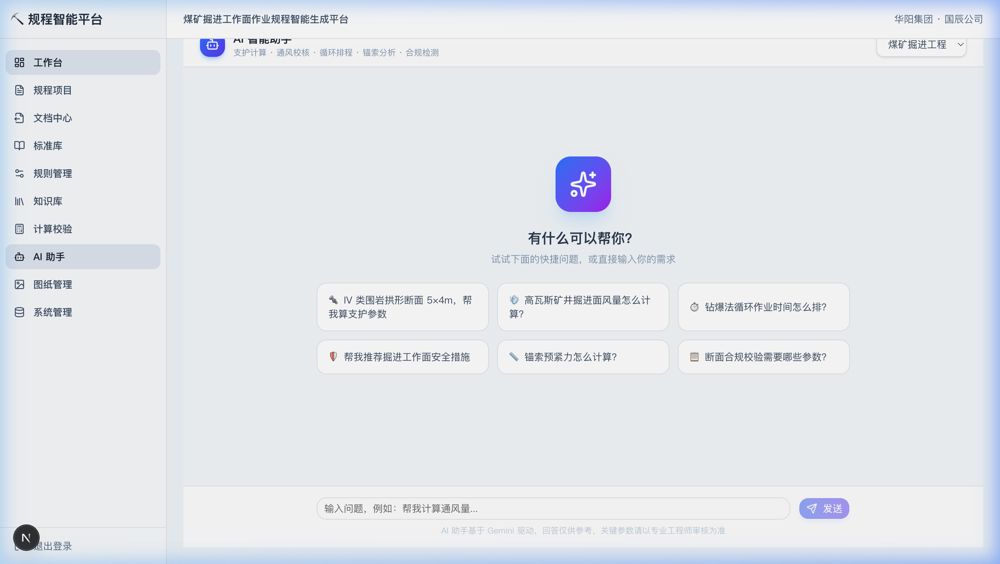 规程智能平台
煤矿掘进工作面作业规程智能生成平台
华阳集团 · 国辰公司
工作台
规程项目
文档中心
标准库
规则管理
知识库
计算校验
AI 助手
图纸管理
系统管理
退出登录
AI 智能助手
支护计算 · 通风校核 · 循环排程 · 锚索分析 · 合规检测
煤矿掘进工程
有什么可以帮你?
试试下面的快捷问题，或直接输入你的需求
IV 类围岩拱形断面 5×4m，帮
我算支护参数
高瓦斯矿井掘进面风量怎么计
算?
钻爆法循环作业时间怎么排?
帮我推荐掘进工作面安全措施
锚索预紧力怎么计算?
断面合规校验需要哪些参数?
输入问题，例如：帮我计算通风量...
发送
AI 助手基于 Gemini 驱动，回答仅供参考，关键参数请以专业工程师审核为准
N